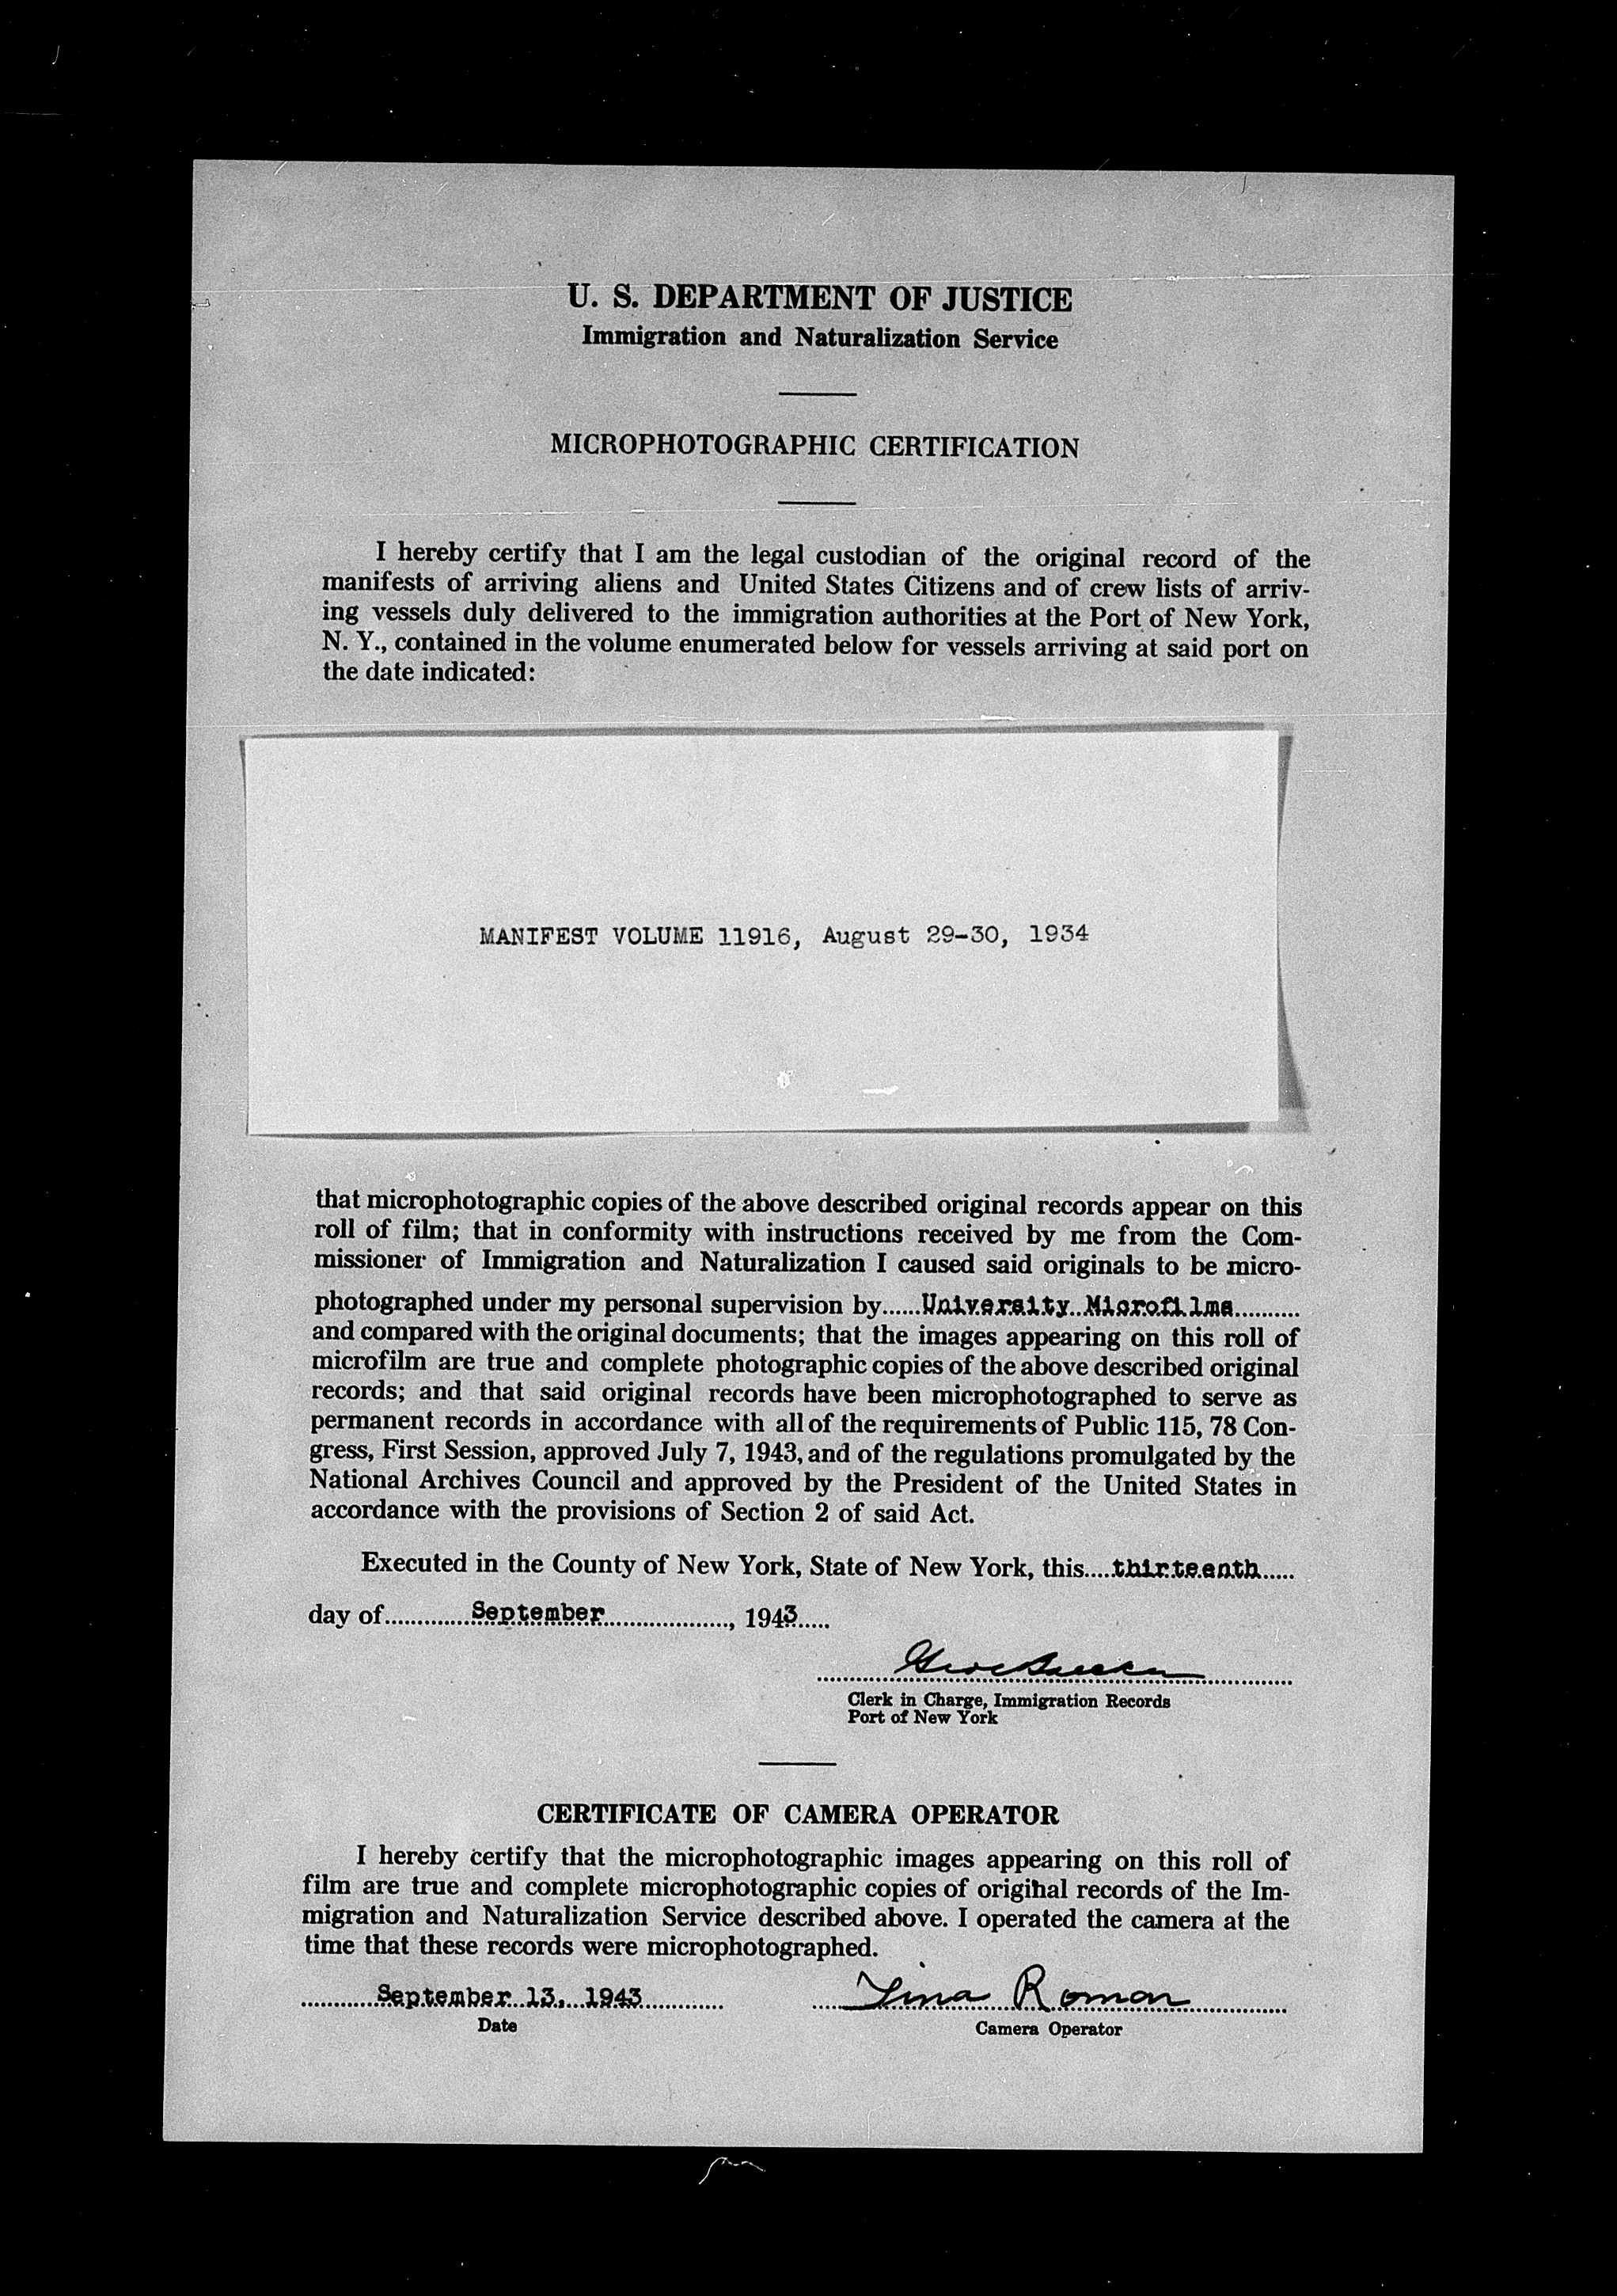 U. S. DEPARTMENT OF JUSTICE
Immigration and Naturalization Service
MICROPHOTOGRAPHIC CERTIFICATION
I hereby certify that I am the legal custodian of the original record of the
manifests of arriving aliens and United States Citizens and of crew lists of arriv-
ing vessels duly delivered to the immigration authorities at the Port of New York,
N. Y., contained in the volume enumerated below for vessels arriving at said port on
the date indicated:
MANIFEST VOLUME 11916, August 29-30, 1934
that microphotographic copies of the above described original records appear on this
roll of film; that in conformity with instructions received by me from the Com-
missioner of Immigration and Naturalization I caused said originals to be micro-
photographed under my personal supervision by......University Microfilms..........
and compared with the original documents; that the images appearing on this roll of
microfilm are true and complete photographic copies of the above described original
records; and that said original records have been microphotographed to serve as
permanent records in accordance with all of the requirements of Public 115, 78 Con-
gress, First Session, approved July 7, 1943, and of the regulations promulgated by the
National Archives Council and approved by the President of the United States in
accordance with the provisions of Section 2 of said Act.
Executed in the County of New York, State of New York, this....thirteenth.....
day of.............September..................., 1943.....
Clerk in Charge, Immigration Records
Port of New York
CERTIFICATE OF CAMERA OPERATOR
I hereby certify that the microphotographic images appearing on this roll of
film are true and complete microphotographic copies of original records of the Im-
migration and Naturalization Service described above. I operated the camera at the
time that these records were microphotographed.
............September 13, 1943............ Tina Roman
Date Camera Operator